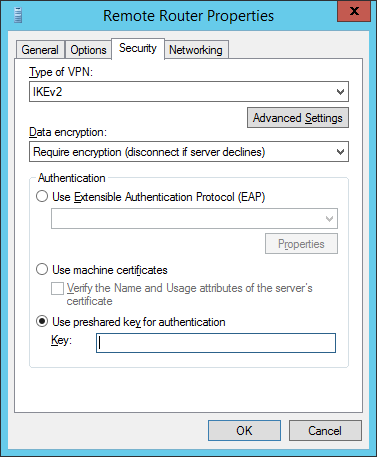 Remote Router Properties
x
General Options Security Networking
Type of VPN:
IKEv2
Advanced Settings
Data encryption:
Require encryption (disconnect if server declines)
Authentication
Use Extensible Authentication Protocol (EAP)
Properties
Use machine certificates
Verify the Name and Usage attributes of the server's
certificate
Use preshared key for authentication
Key:
OK Cancel